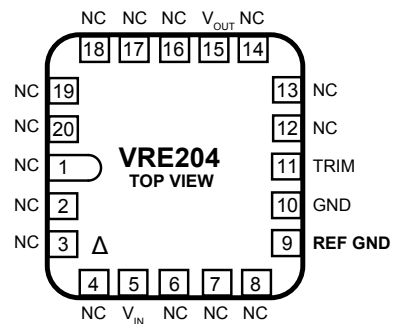 NC NC NC VOUT NC
18 17 16 15 14
NC 19 13 NC
NC 20 12 NC
NC 1 VRE204 11 TRIM
TOP VIEW
NC 2 10 GND
NC 3 Δ 9 REF GND
4 5 6 7 8
NC VIN NC NC NC